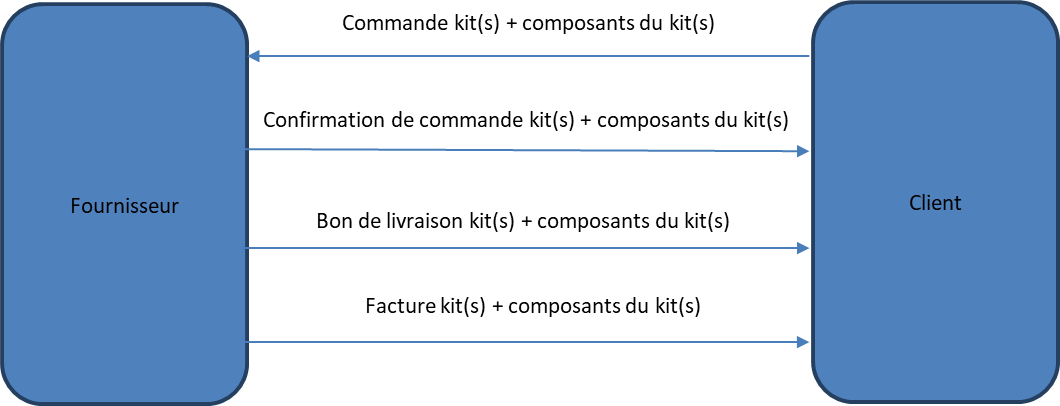 Commande kit(s) + composants du kit(s)
Confirmation de commande kit(s) + composants du kit(s)
Fournisseur
Client
Bon de livraison kit(s) + composants du kit(s)
Facture kit(s) + composants du kit(s)